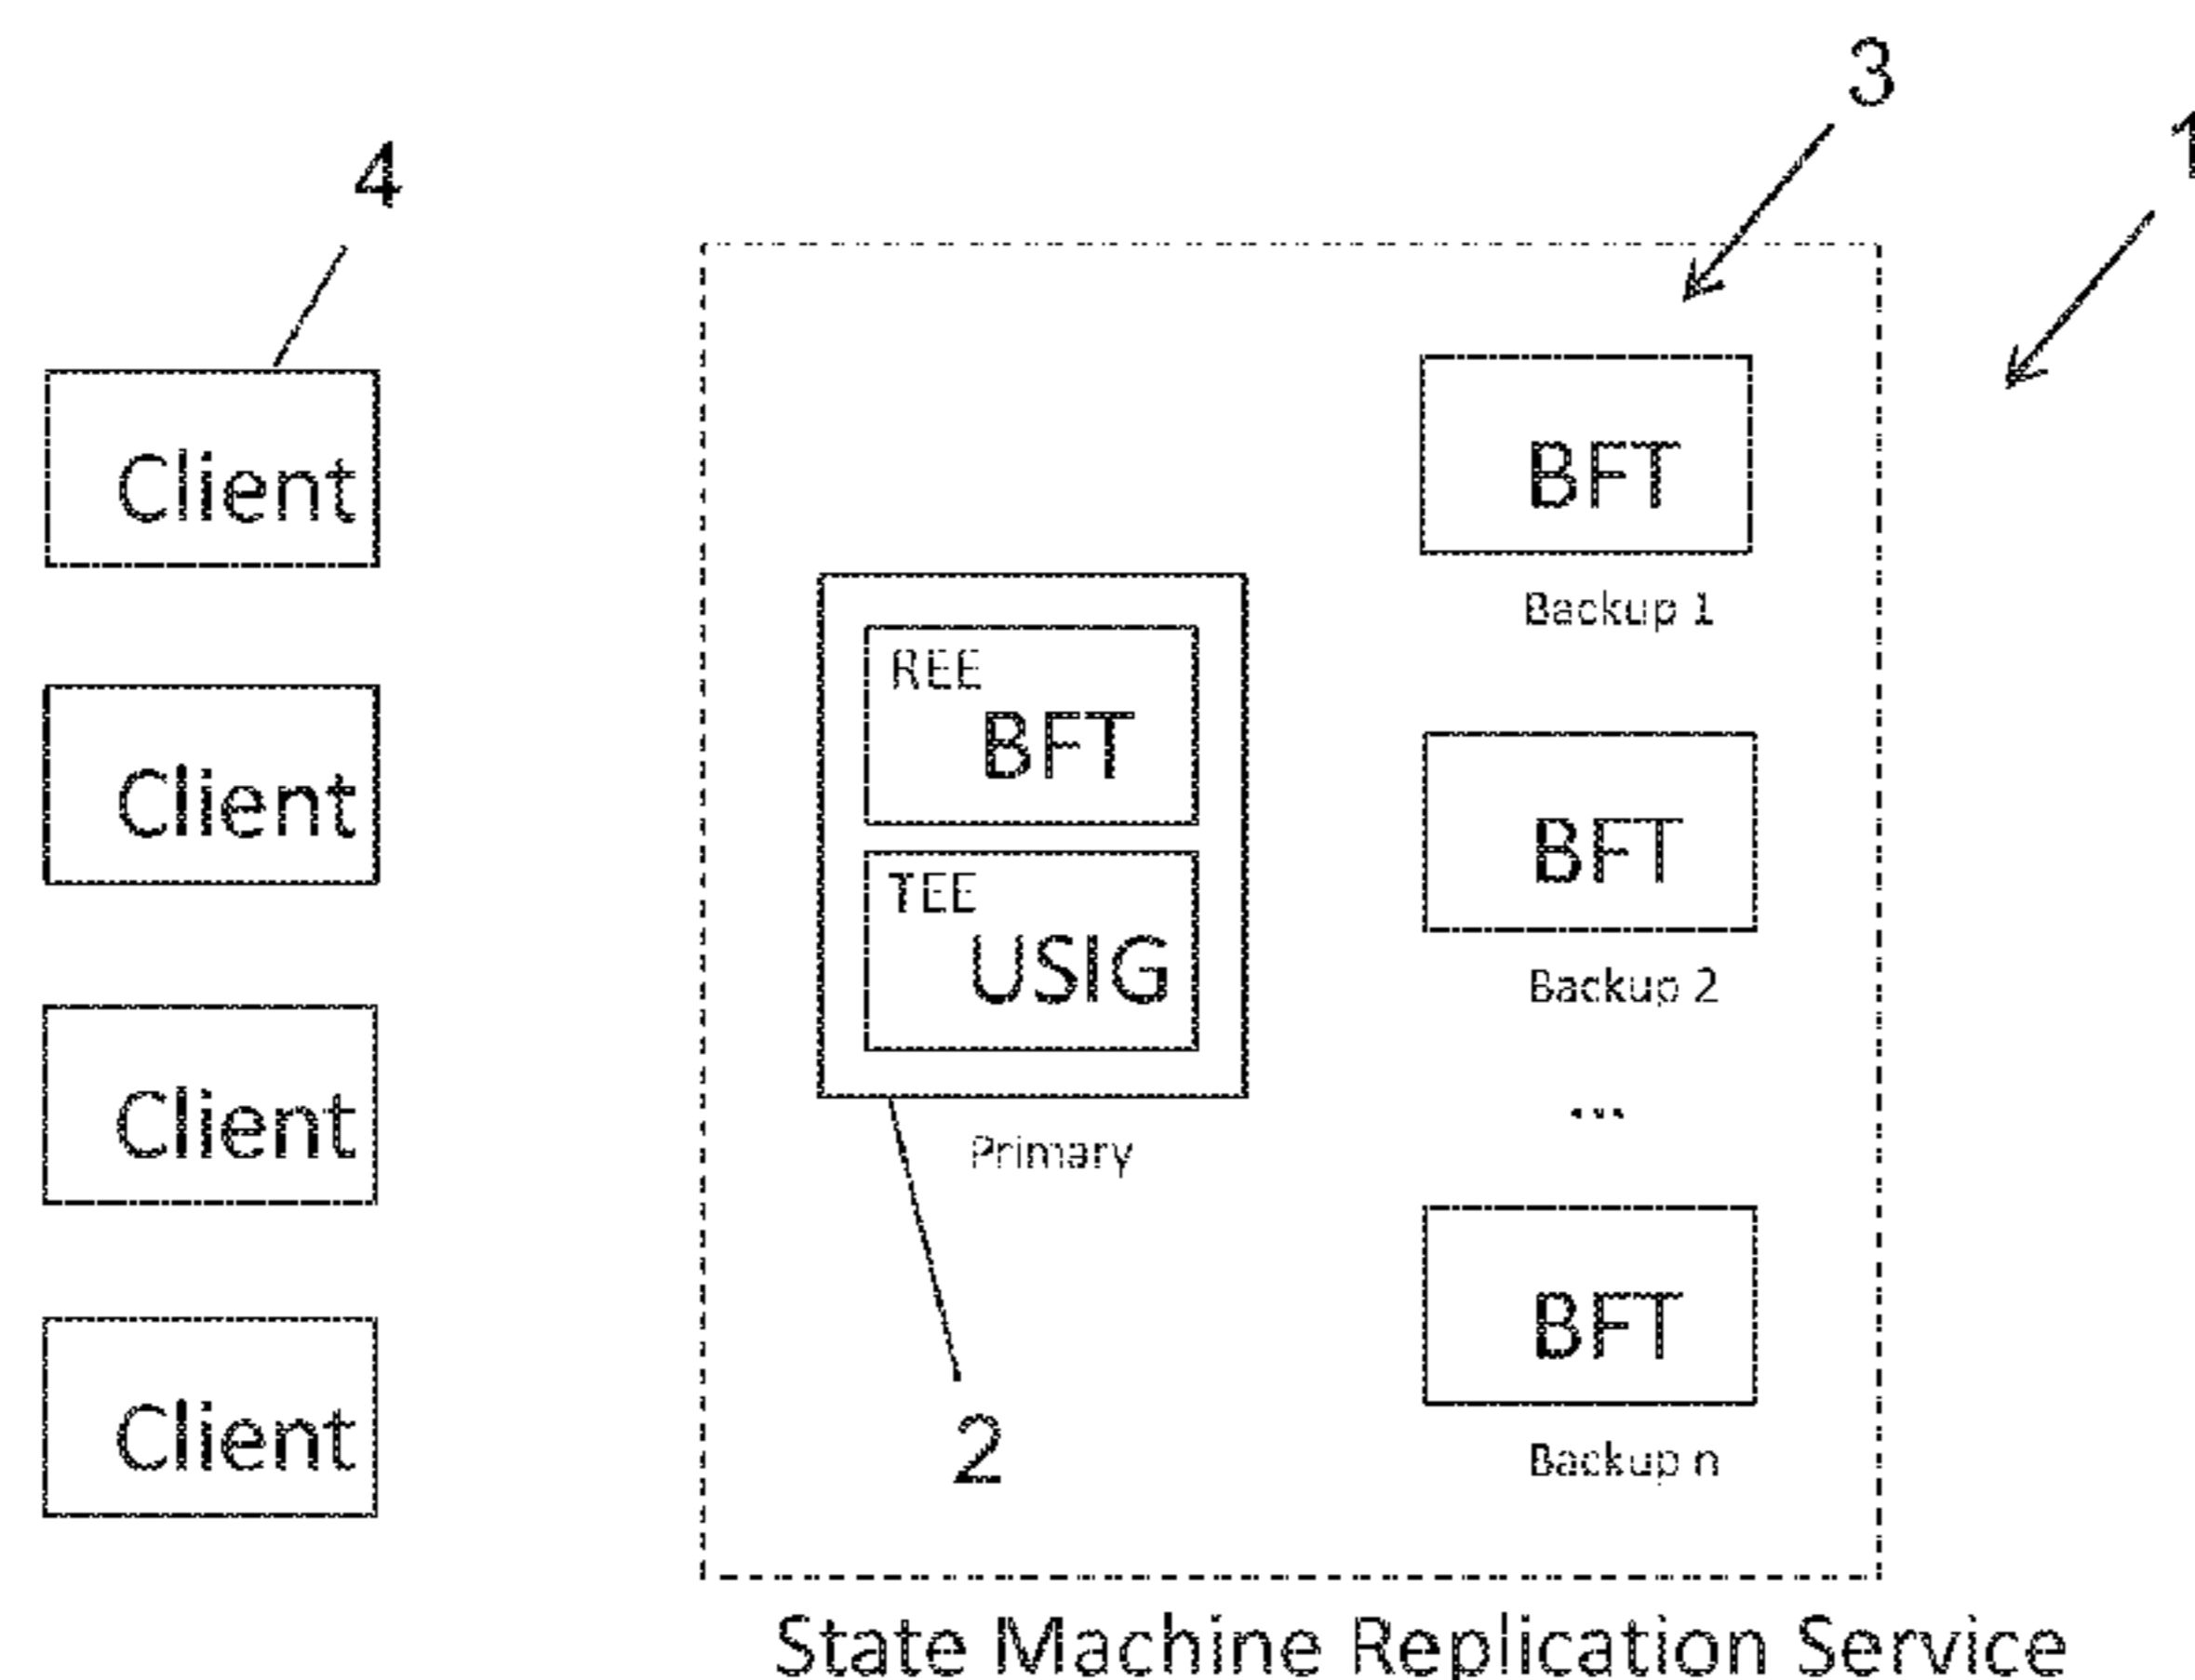 3
1
4
Client
Client
Client
Client
REE
BFT
TEE
USIG
Primary
2
BFT
Backup 1
BFT
Backup 2
...
BFT
Backup n
State Machine Replication Service